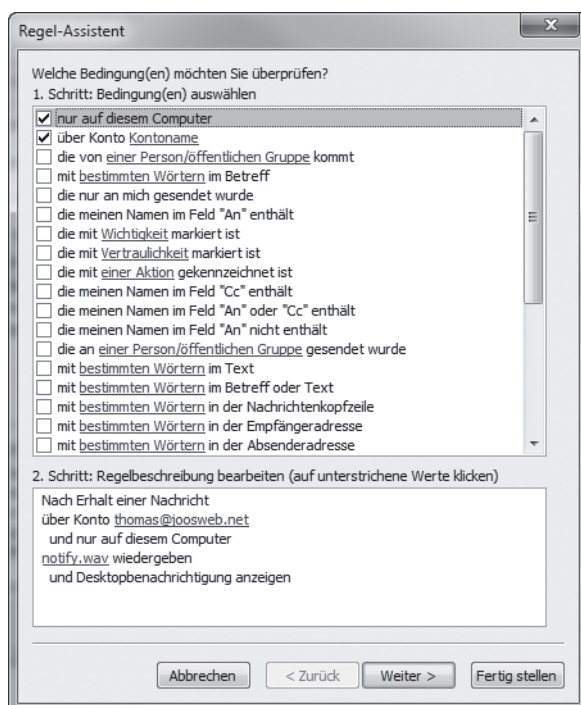 Regel-Assistent
Welche Bedingung(en) möchten Sie überprüfen?
1. Schritt: Bedingung(en) auswählen
nur auf diesem Computer
über Konto Kontoname
die von einer Person/öffentlichen Gruppe kommt
mit bestimmten Wörtern im Betreff
die nur an mich gesendet wurde
die meinen Namen im Feld "An" enthält
die mit Wichtigkeit markiert ist
die mit Vertraulichkeit markiert ist
die mit einer Aktion gekennzeichnet ist
die meinen Namen im Feld "Cc" enthält
die meinen Namen im Feld "An" oder "Cc" enthält
die meinen Namen im Feld "An" nicht enthält
die an einer Person/öffentlichen Gruppe gesendet wurde
mit bestimmten Wörtern im Text
mit bestimmten Wörtern im Betreff oder Text
mit bestimmten Wörtern in der Nachrichtenkopfzeile
mit bestimmten Wörtern in der Empfängeradresse
mit bestimmten Wörtern in der Absenderadresse
2. Schritt: Regelbeschreibung bearbeiten (auf unterstrichene Werte klicken)
Nach Erhalt einer Nachricht
über Konto thomas@joosweb.net
und nur auf diesem Computer
notify.wav wiedergeben
und Desktopbenachrichtigung anzeigen
Abbrechen < Zurück Weiter > Fertig stellen